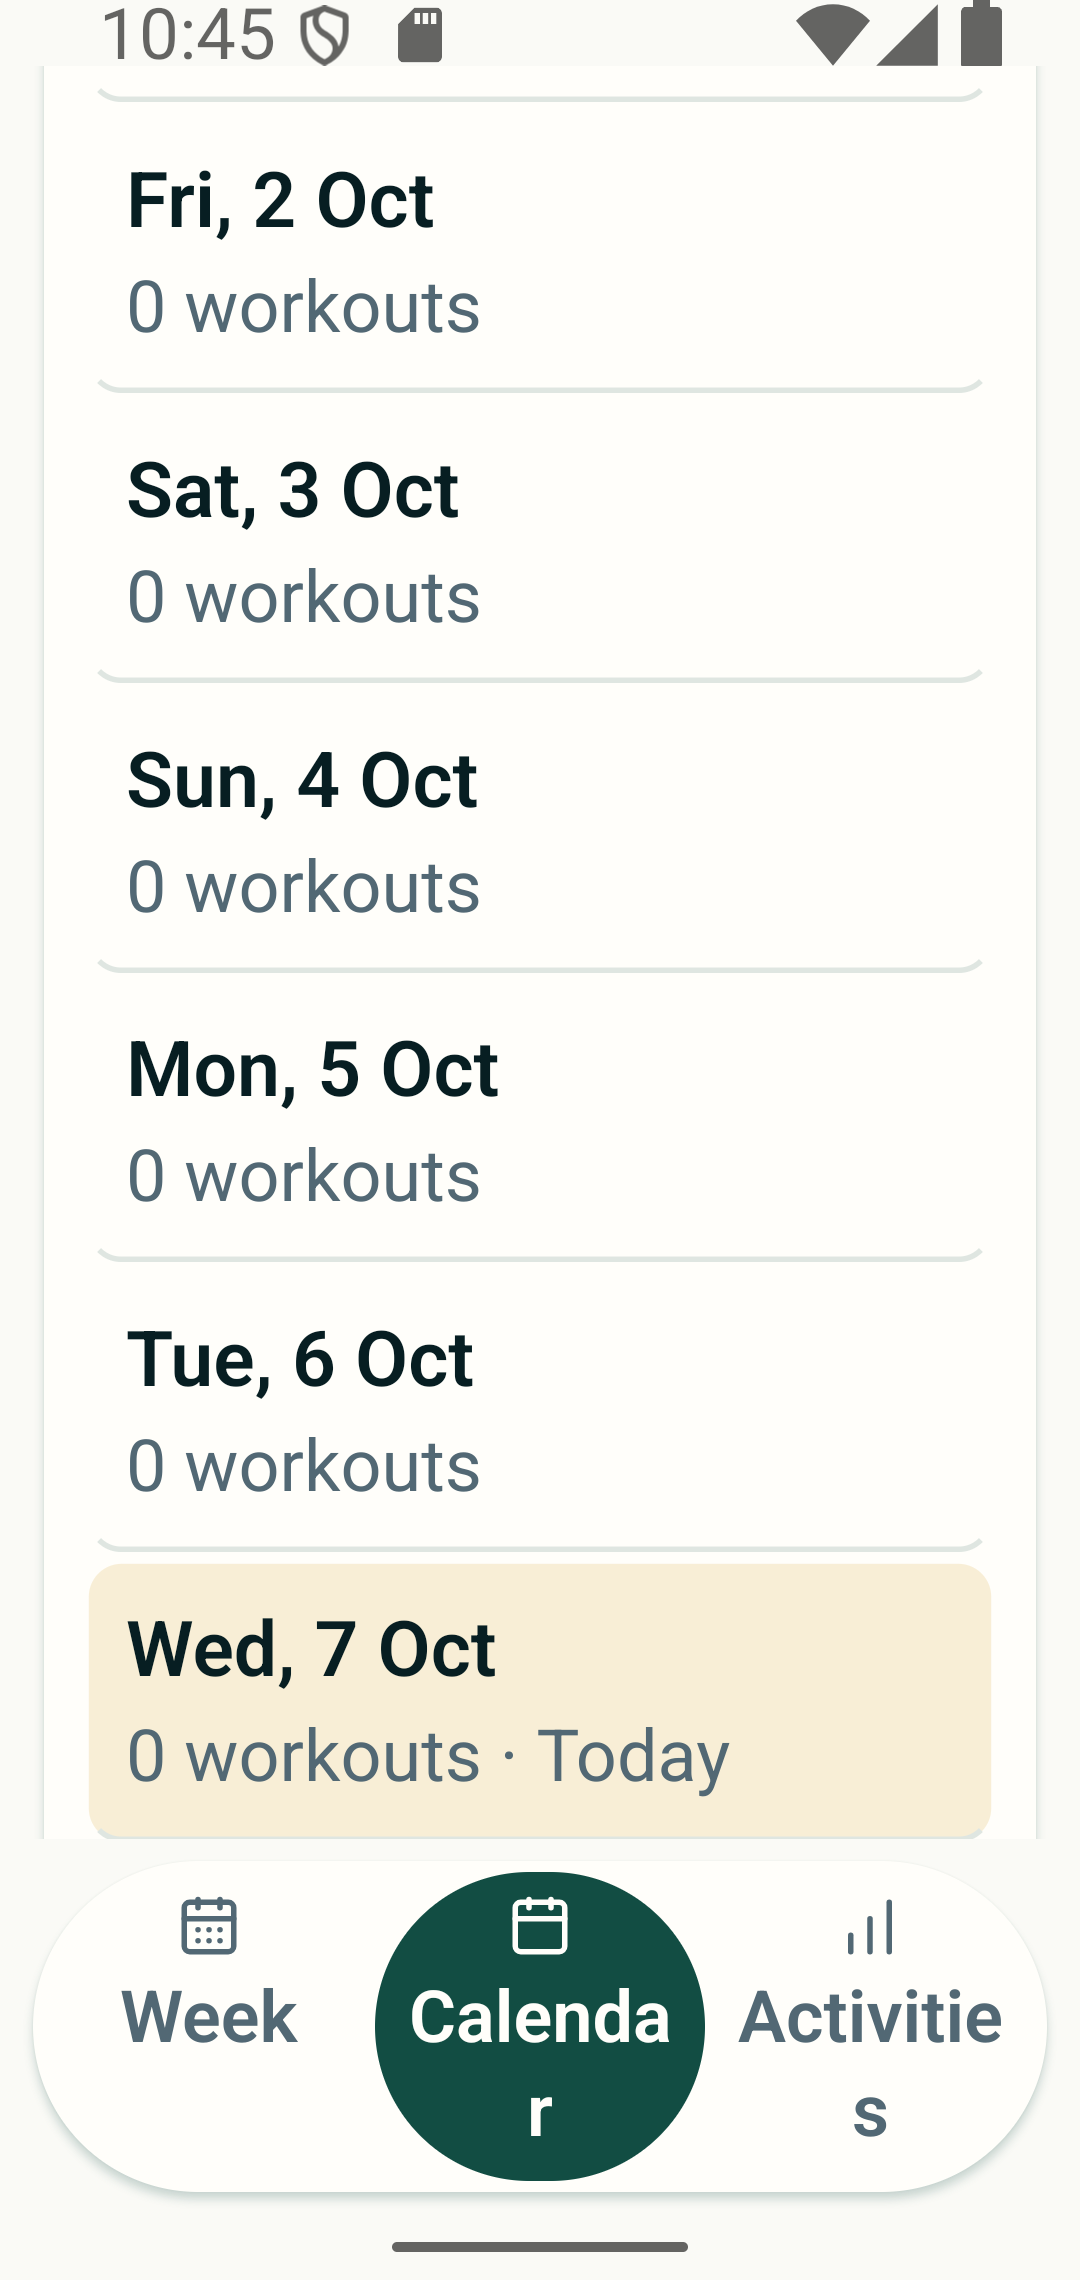 10:45
Fri, 2 Oct
0 workouts
Sat, 3 Oct
0 workouts
Sun, 4 Oct
0 workouts
Mon, 5 Oct
0 workouts
Tue, 6 Oct
0 workouts
Wed, 7 Oct
0 workouts · Today
Week
Calenda
r
Activitie
s